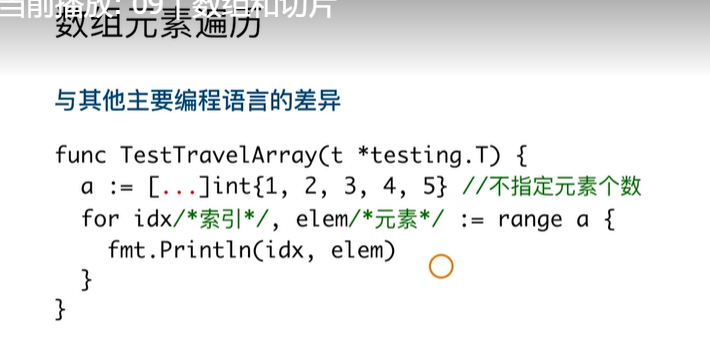 当前播放: 09 | 数组和切片
数组元素遍历
与其他主要编程语言的差异
func TestTravelArray(t *testing.T) {
a := [...]int{1, 2, 3, 4, 5} //不指定元素个数
for idx/*索引*/, elem/*元素*/ := range a {
fmt.Println(idx, elem)
}
}